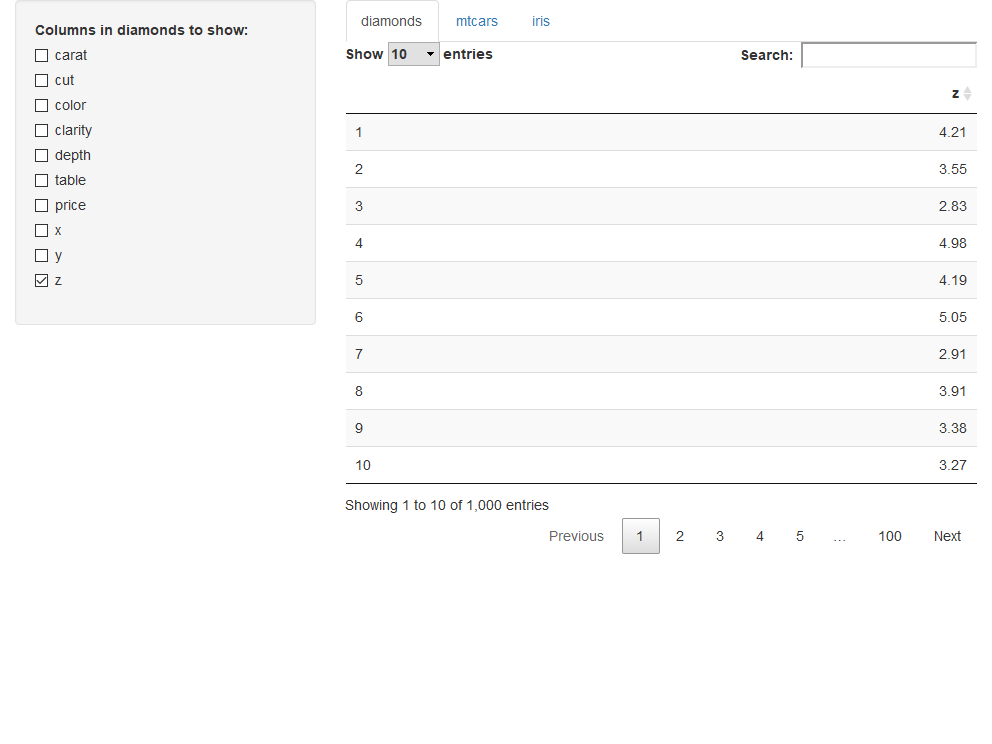 Columns in diamonds to show:
carat
cut
color
clarity
depth
table
price
x
y
z
diamonds mtcars iris
Show 10 entries Search:
z
1 4.21
2 3.55
3 2.83
4 4.98
5 4.19
6 5.05
7 2.91
8 3.91
9 3.38
10 3.27
Showing 1 to 10 of 1,000 entries
Previous 1 2 3 4 5 … 100 Next